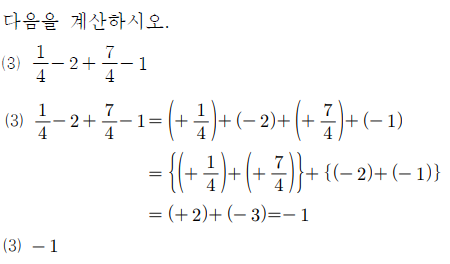 다음을 계산하시오.
(3) 1/4 − 2 + 7/4 − 1
(3) 1/4 − 2 + 7/4 − 1 = (+ 1/4) + (− 2) + (+ 7/4) + (− 1)
= {(+ 1/4) + (+ 7/4)} + {(− 2) + (− 1)}
= (+ 2) + (− 3) = − 1
(3) − 1